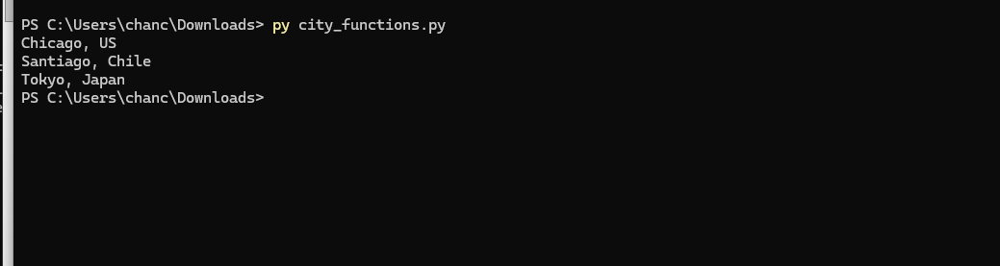 PS C:\Users\chanc\Downloads> py city_functions.py
Chicago, US
Santiago, Chile
Tokyo, Japan
PS C:\Users\chanc\Downloads>